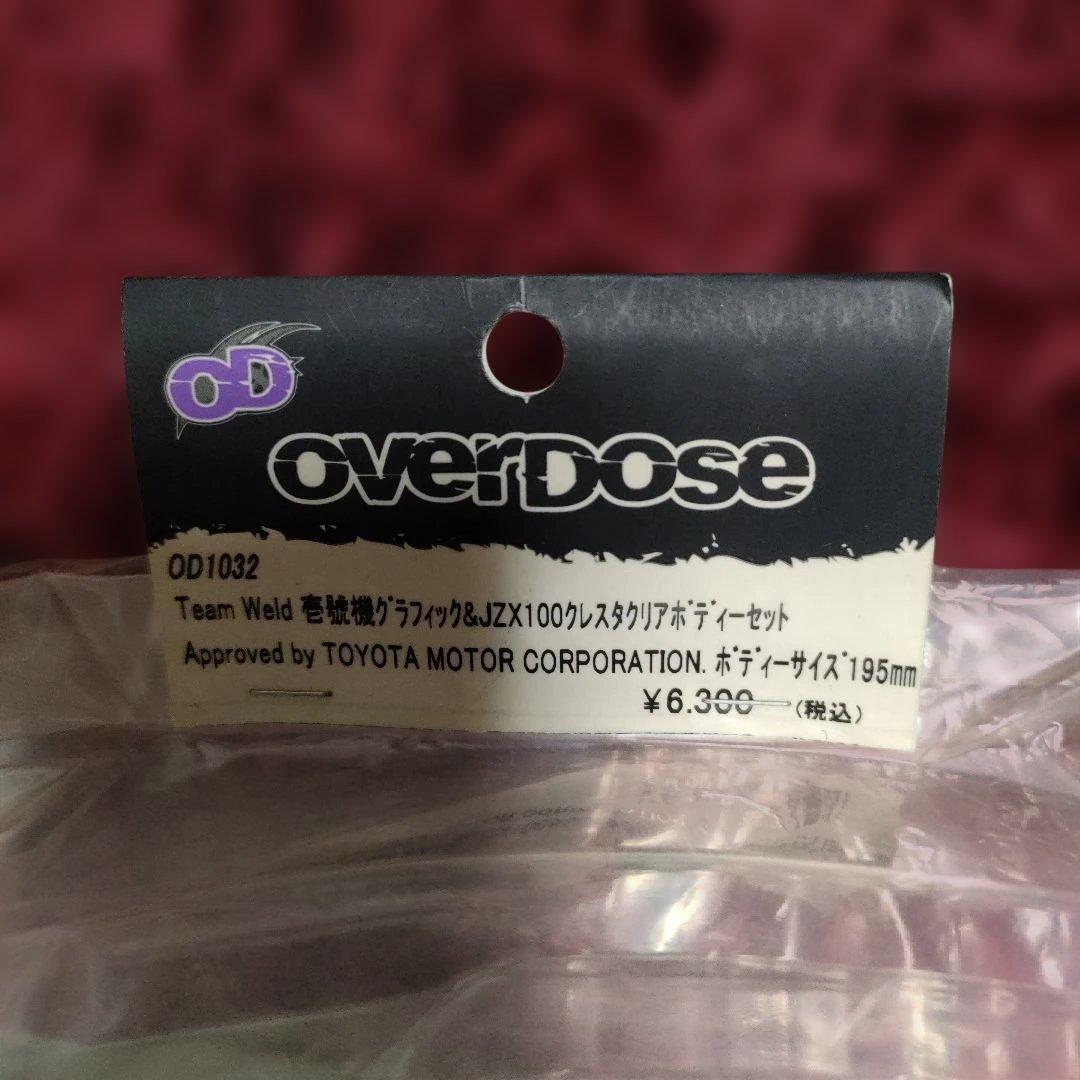 OD
OVERDOSE
OD1032
Team Weld 壱號機グラフィック&JZX100クレスタクリアボディーセット
Approved by TOYOTA MOTOR CORPORATION. ボディーサイズ195mm
¥6.300 (税込)